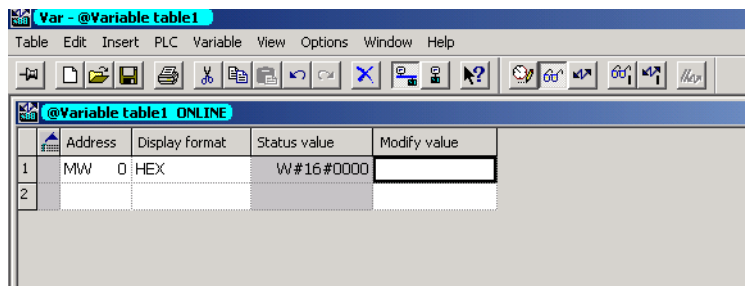 Var - @Variable table1
Table Edit Insert PLC Variable View Options Window Help
@Variable table1 ONLINE
Address Display format Status value Modify value
1 MW 0 HEX W#16#0000
2